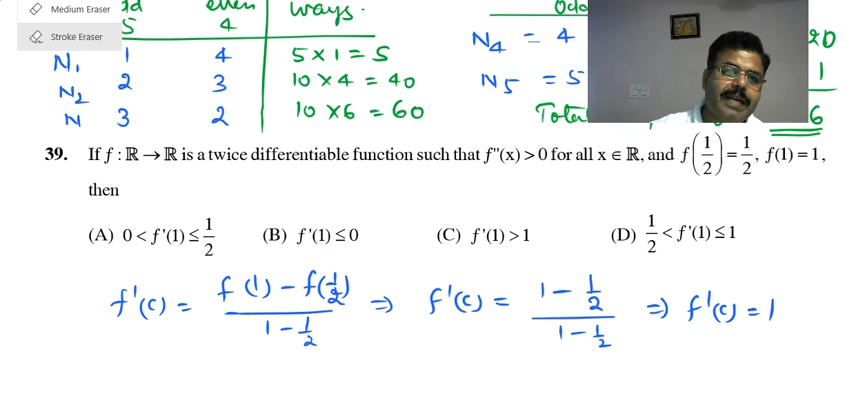 Medium Eraser
Stroke Eraser
even ways.
5 4
N₁ 1 4 5 × 1 = 5
N₂ 2 3 10 × 4 = 40
N 3 2 10 × 6 = 60
N₄ = 4
N₅ = 5 1
Total 6
39. If f : ℝ → ℝ is a twice differentiable function such that f"(x) > 0 for all x ∈ ℝ, and f(1/2) = 1/2, f(1) = 1,
then
(A) 0 < f'(1) ≤ 1/2 (B) f'(1) ≤ 0 (C) f'(1) > 1 (D) 1/2 < f'(1) ≤ 1
f'(c) = (f(1) - f(1/2))/(1 - 1/2) ⇒ f'(c) = (1 - 1/2)/(1 - 1/2) ⇒ f'(c) = 1